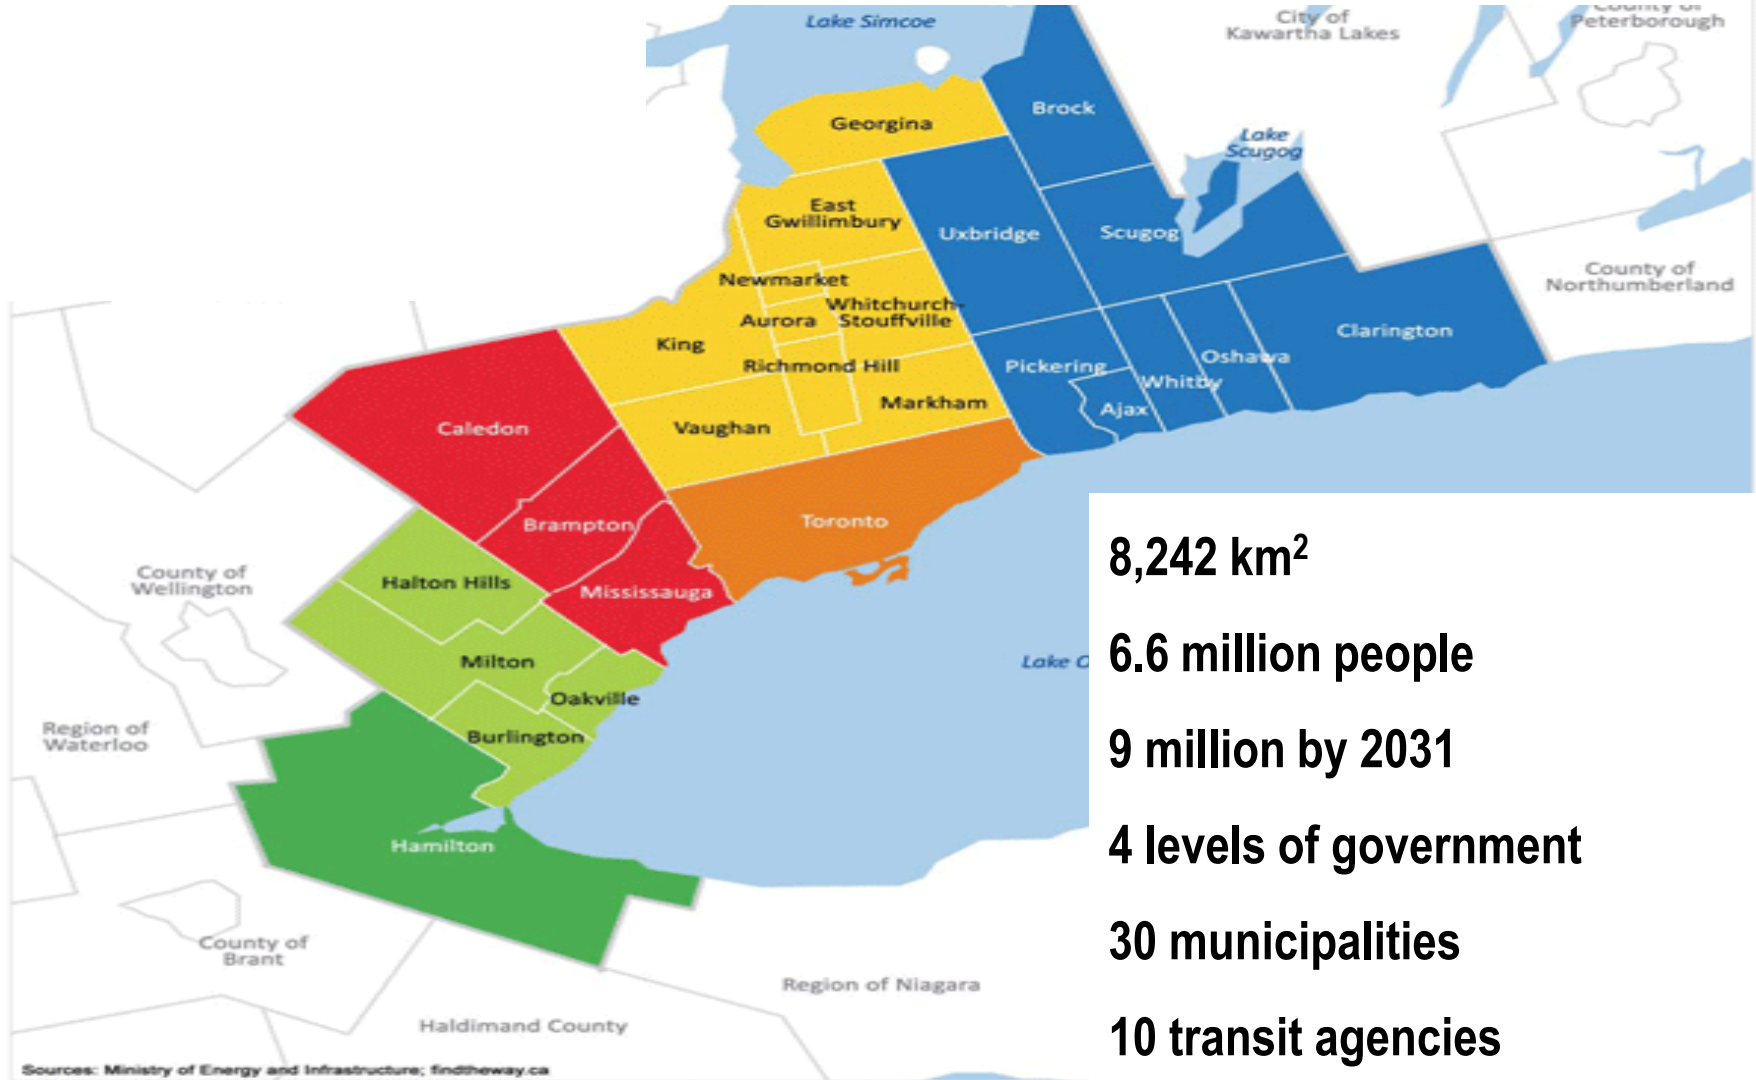 Lake Simcoe
City of
Kawartha Lakes
County of
Peterborough
Brock
Georgina
Lake
Scugog
East
Gwillimbury
Uxbridge
Scugog
County of
Northumberland
Newmarket
Whitchurch-
Stouffville
Aurora
King
Richmond Hill
Clarington
Oshawa
Pickering
Whitby
Ajax
Markham
Vaughan
Caledon
Toronto
Brampton
Mississauga
Halton Hills
County of
Wellington
Milton
Oakville
Burlington
Region of
Waterloo
Lake
Hamilton
County of
Brant
Region of Niagara
Haldimand County
Sources: Ministry of Energy and Infrastructure; findtheway.ca
8,242 km²
6.6 million people
9 million by 2031
4 levels of government
30 municipalities
10 transit agencies